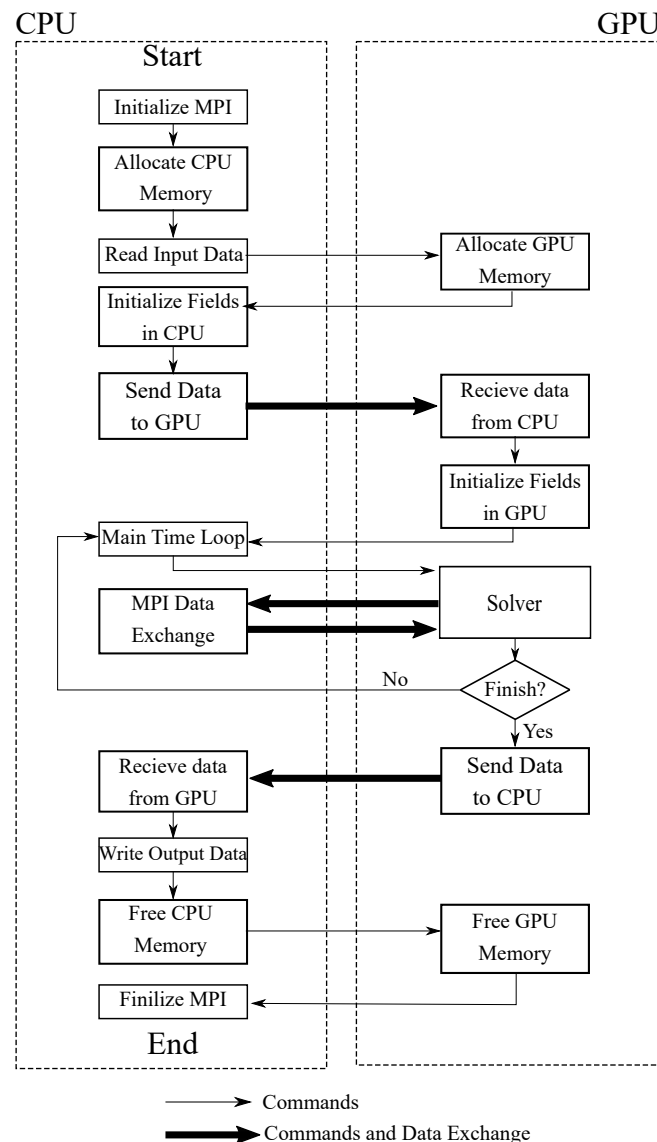 CPU
GPU
Start
Initialize MPI
Allocate CPU
Memory
Read Input Data
Allocate GPU
Memory
Initialize Fields
in CPU
Send Data
to GPU
Recieve data
from CPU
Initialize Fields
in GPU
Main Time Loop
MPI Data
Exchange
Solver
No
Finish?
Yes
Recieve data
from GPU
Send Data
to CPU
Write Output Data
Free CPU
Memory
Free GPU
Memory
Finilize MPI
End
Commands
Commands and Data Exchange